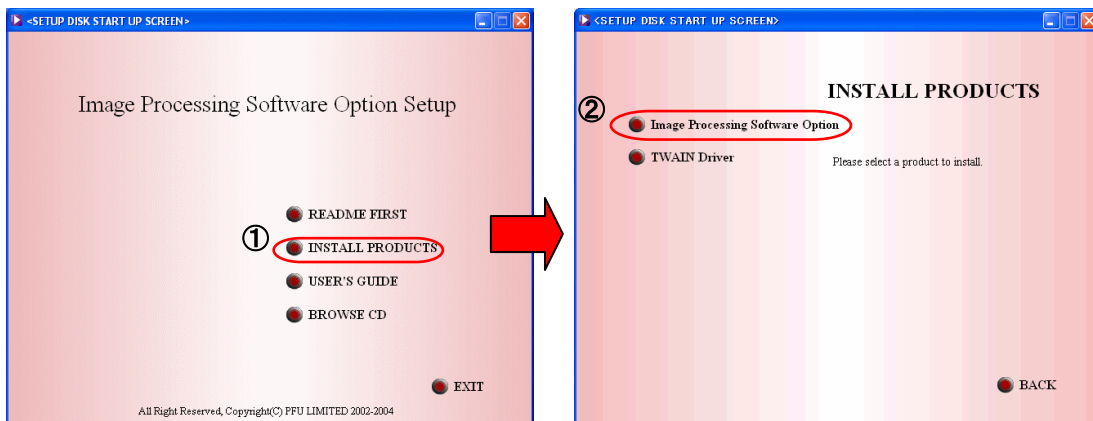 <SETUP DISK START UP SCREEN>
Image Processing Software Option Setup
README FIRST
① INSTALL PRODUCTS
USER'S GUIDE
BROWSE CD
EXIT
All Right Reserved, Copyright(C) PFU LIMITED 2002-2004
<SETUP DISK START UP SCREEN>
INSTALL PRODUCTS
② Image Processing Software Option
TWAIN Driver
Please select a product to install.
BACK